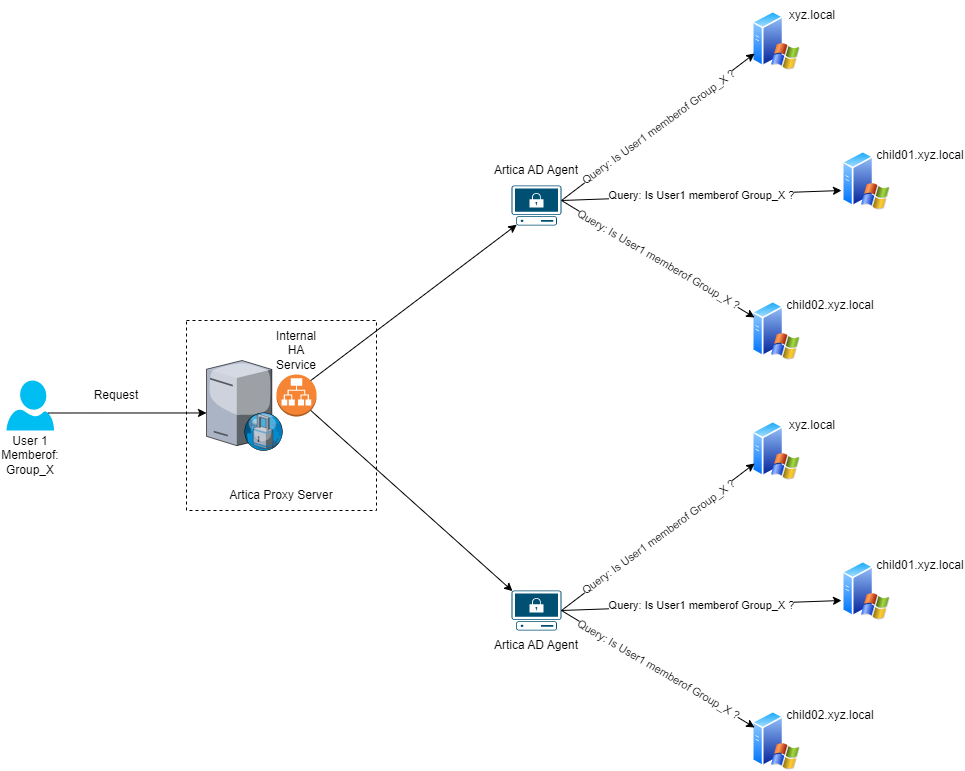 xyz.local
Query: Is User1 memberof Group_X ?
child01.xyz.local
Artica AD Agent
Query: Is User1 memberof Group_X ?
Query: Is User1 memberof Group_X ?
child02.xyz.local
Internal
HA
Service
Request
User 1
Memberof:
Group_X
Artica Proxy Server
xyz.local
Query: Is User1 memberof Group_X ?
child01.xyz.local
Query: Is User1 memberof Group_X ?
Artica AD Agent
Query: Is User1 memberof Group_X ?
child02.xyz.local